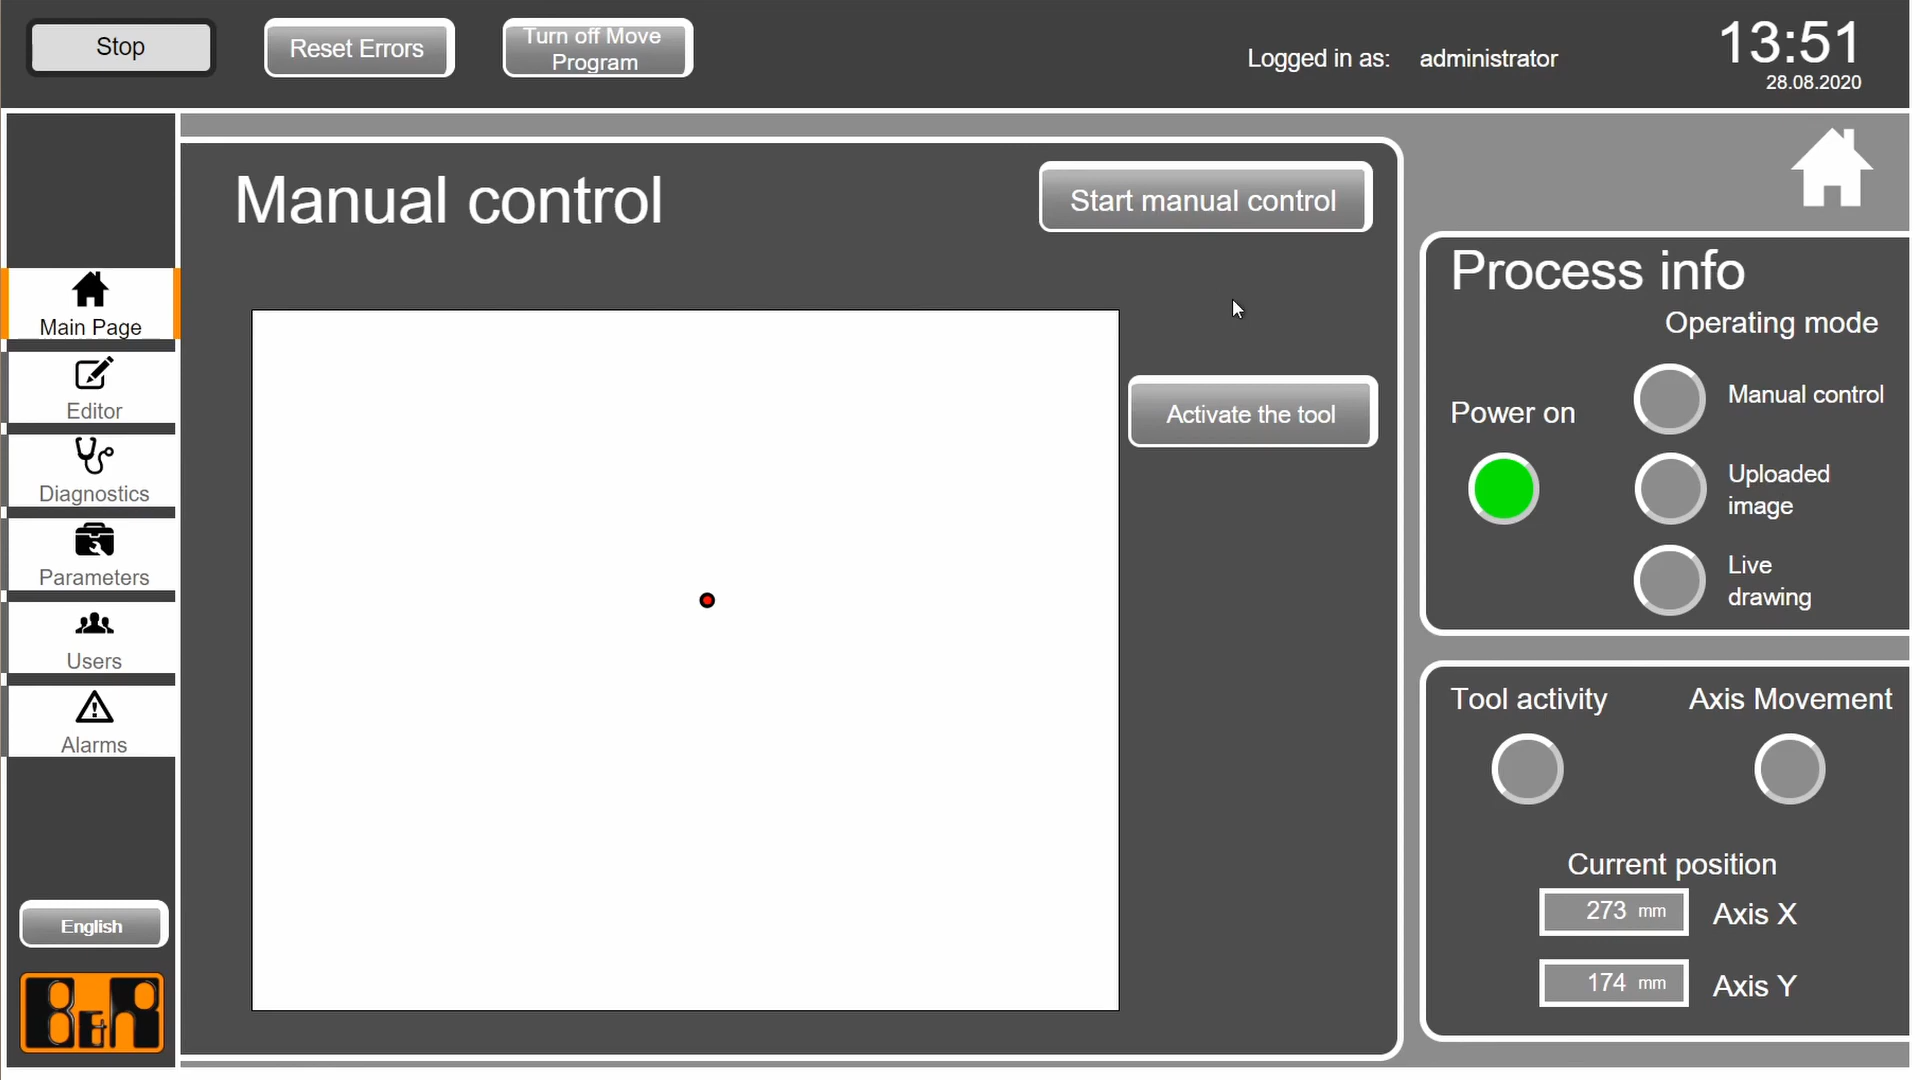 Stop
Reset Errors
Turn off Move
Program
Logged in as: administrator
13:51
28.08.2020
Manual control
Start manual control
Main Page
Editor
Diagnostics
Parameters
Users
Alarms
English
B&R
Activate the tool
Process info
Operating mode
Power on
Manual control
Uploaded
image
Live
drawing
Tool activity
Axis Movement
Current position
273 mm Axis X
174 mm Axis Y